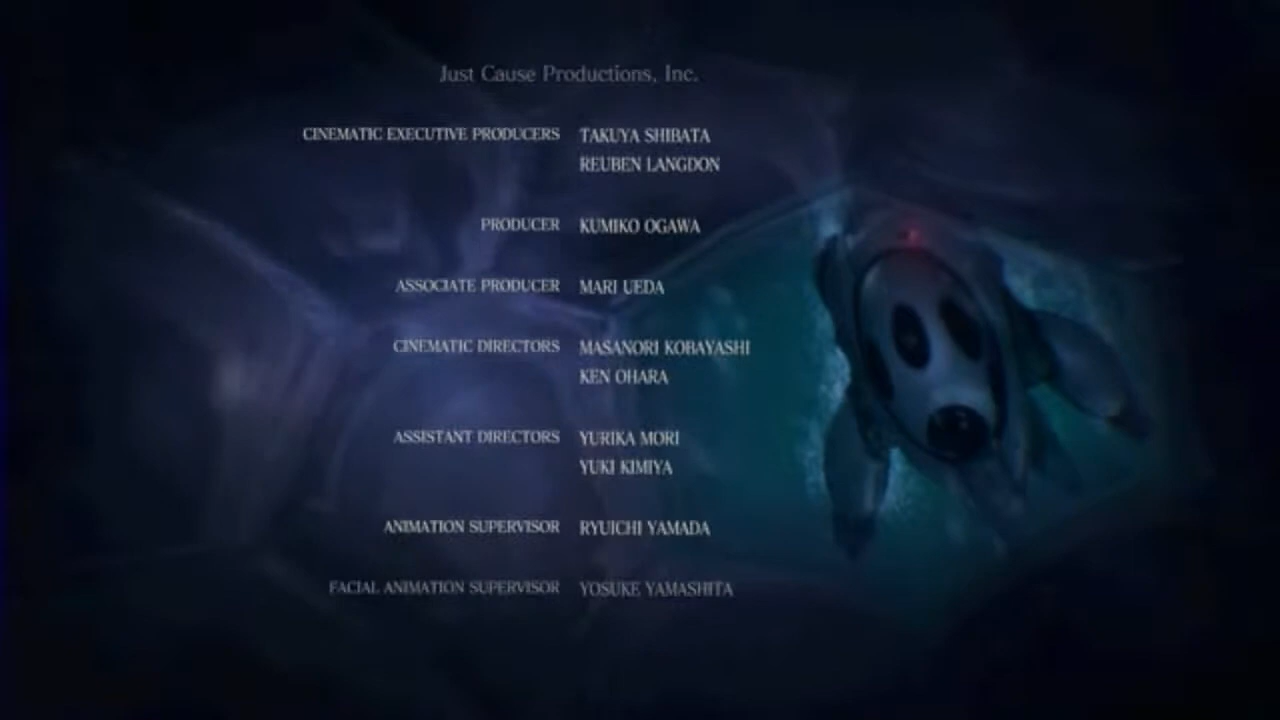 Just Cause Productions, Inc.
CINEMATIC EXECUTIVE PRODUCERS TAKUYA SHIBATA
REUBEN LANGDON
PRODUCER KUMIKO OGAWA
ASSOCIATE PRODUCER MARI UEDA
CINEMATIC DIRECTORS MASANORI KOBAYASHI
KEN OHARA
ASSISTANT DIRECTORS YURIKA MORI
YUKI KIMIYA
ANIMATION SUPERVISOR RYUICHI YAMADA
FACIAL ANIMATION SUPERVISOR YOSUKE YAMASHITA